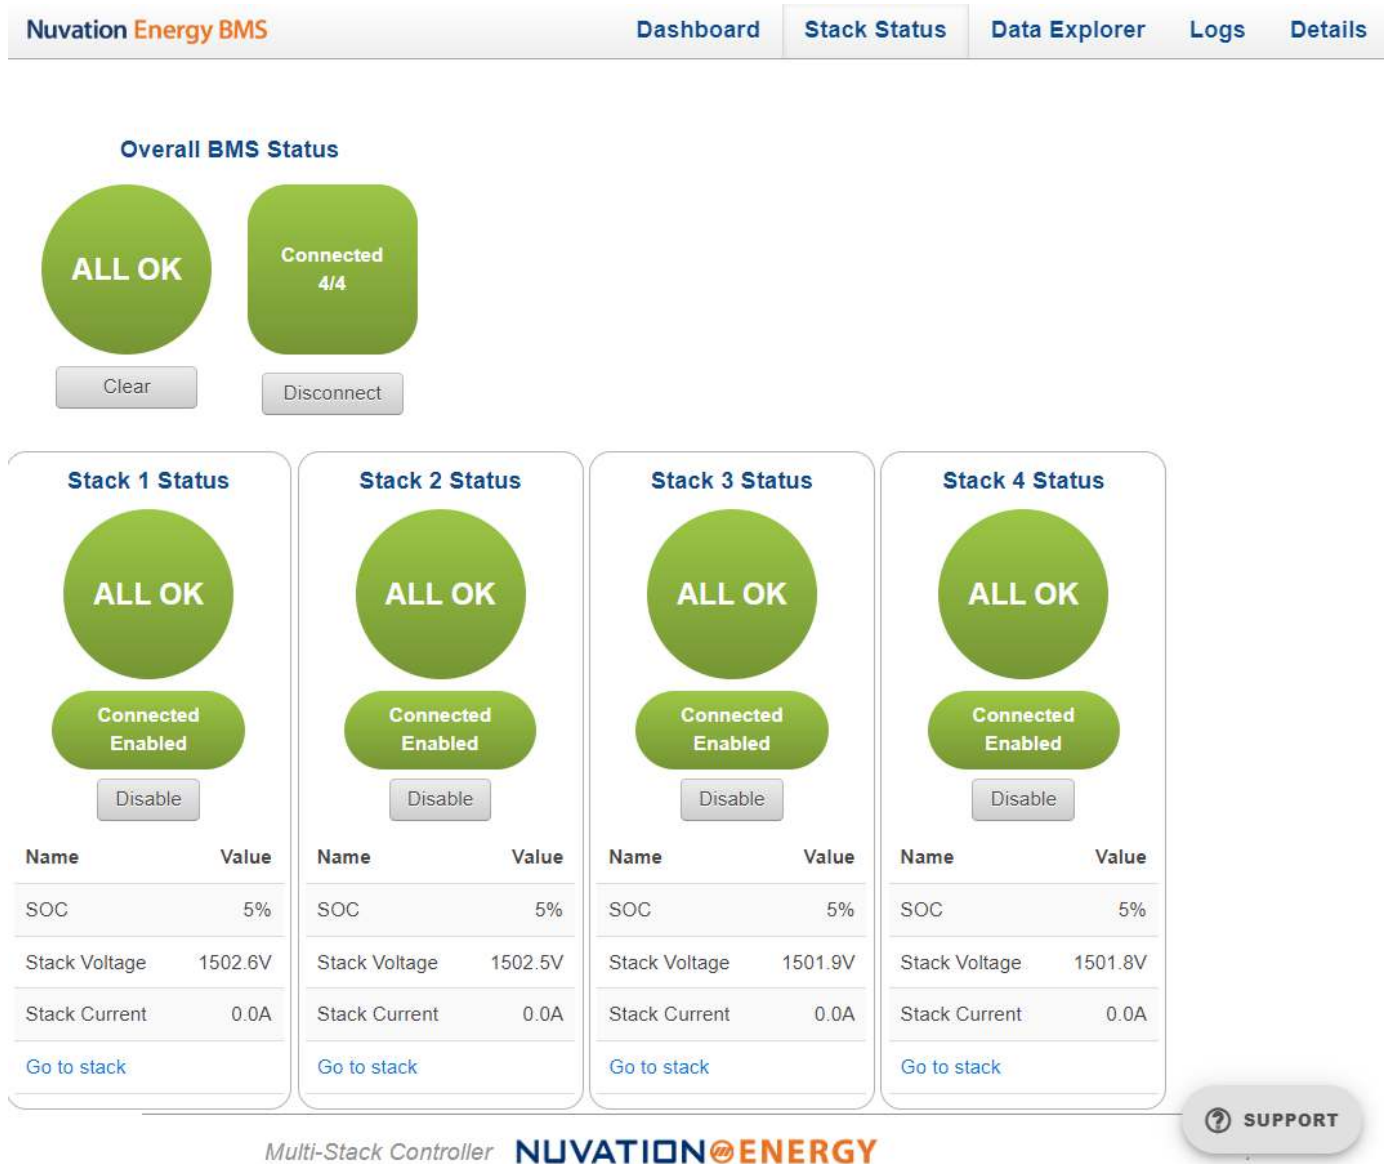 Nuvation Energy BMS
Dashboard Stack Status Data Explorer Logs Details
Overall BMS Status
ALL OK
Connected
4/4
Clear
Disconnect
Stack 1 Status
ALL OK
Connected
Enabled
Disable
Name Value
SOC 5%
Stack Voltage 1502.6V
Stack Current 0.0A
Go to stack
Stack 2 Status
ALL OK
Connected
Enabled
Disable
Name Value
SOC 5%
Stack Voltage 1502.5V
Stack Current 0.0A
Go to stack
Stack 3 Status
ALL OK
Connected
Enabled
Disable
Name Value
SOC 5%
Stack Voltage 1501.9V
Stack Current 0.0A
Go to stack
Stack 4 Status
ALL OK
Connected
Enabled
Disable
Name Value
SOC 5%
Stack Voltage 1501.8V
Stack Current 0.0A
Go to stack
? SUPPORT
Multi-Stack Controller NUVATION ENERGY